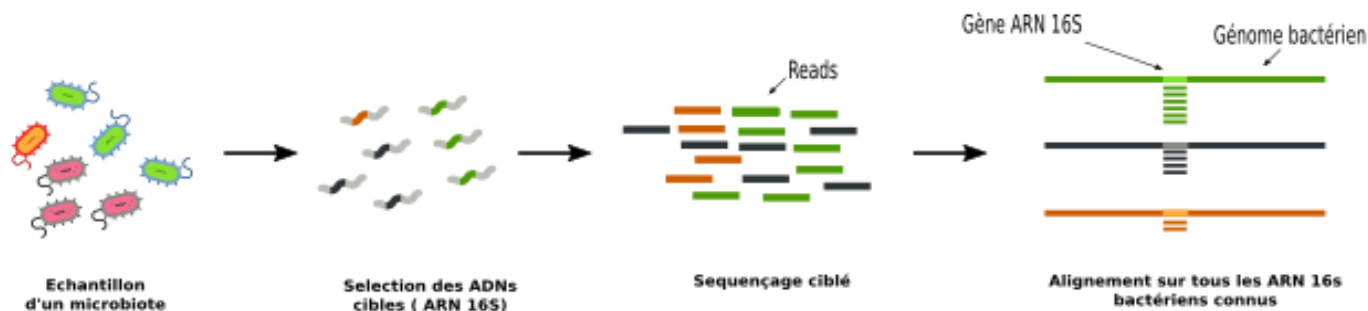 Gène ARN 16S
Génome bactérien
Reads
Echantillon
d'un microbiote
Selection des ADNs
cibles ( ARN 16S)
Sequençage ciblé
Alignement sur tous les ARN 16s
bactériens connus